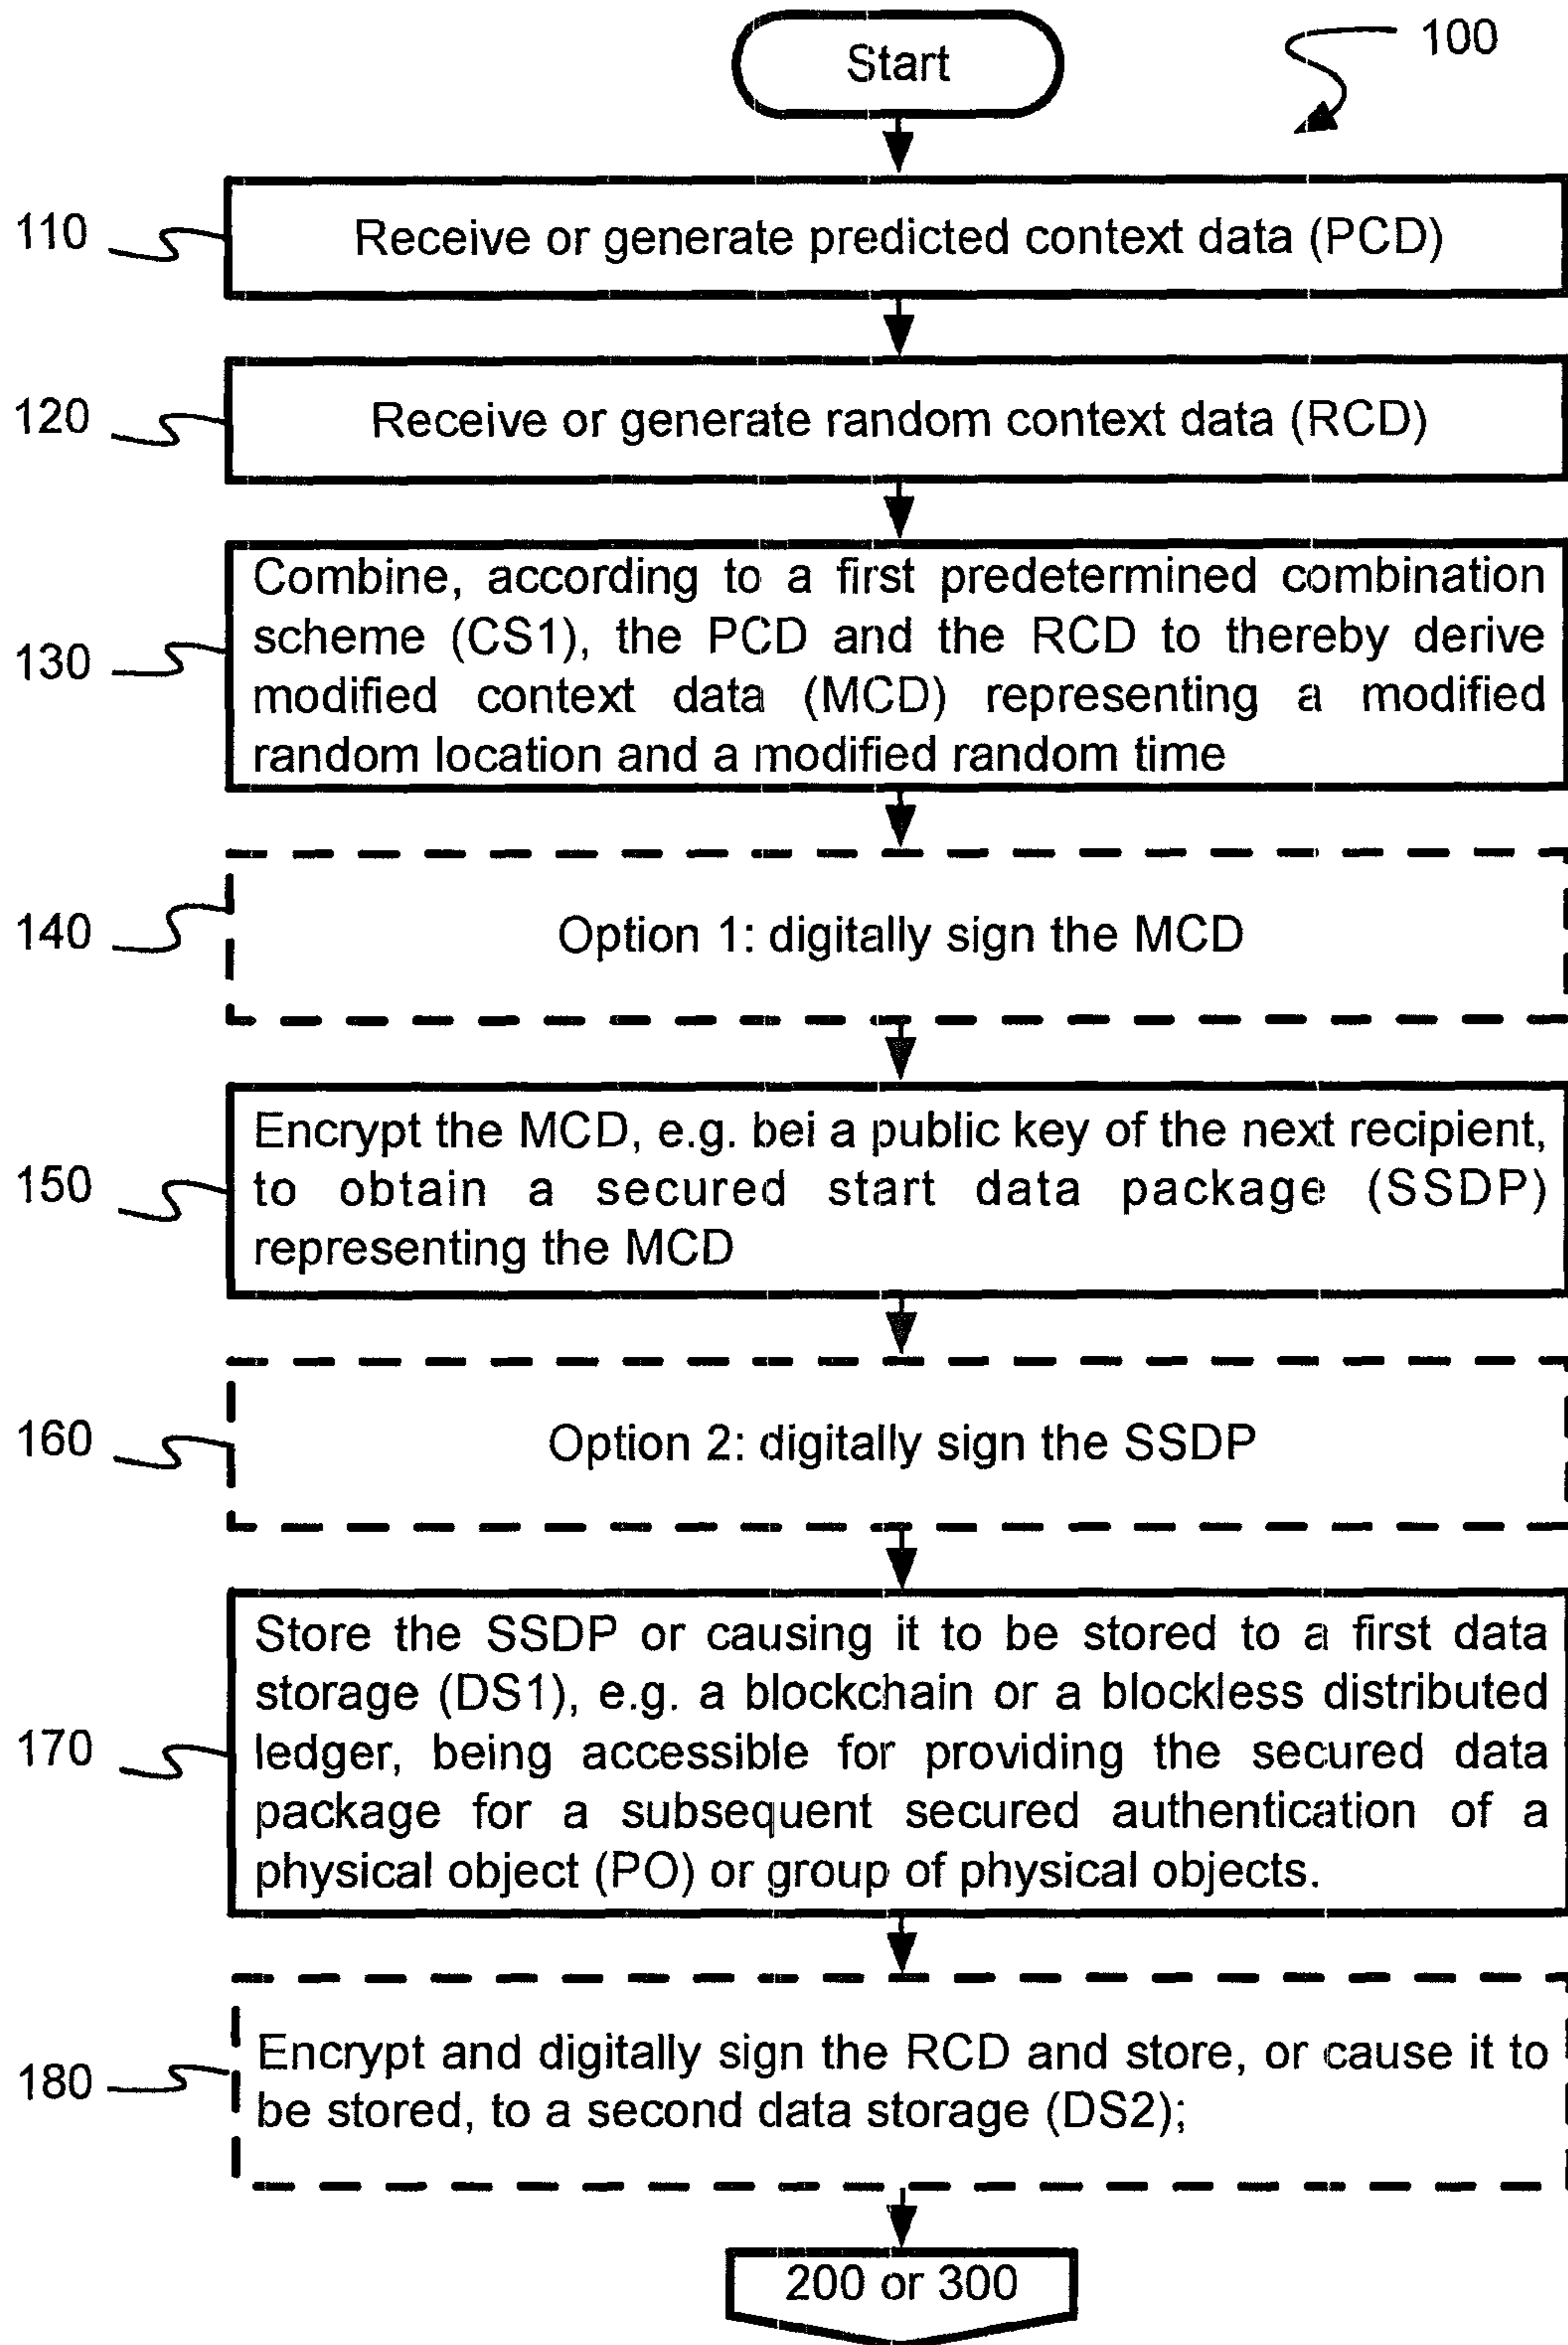 Start
100
110
Receive or generate predicted context data (PCD)
120
Receive or generate random context data (RCD)
130
Combine, according to a first predetermined combination
scheme (CS1), the PCD and the RCD to thereby derive
modified context data (MCD) representing a modified
random location and a modified random time
140
Option 1: digitally sign the MCD
150
Encrypt the MCD, e.g. bei a public key of the next recipient,
to obtain a secured start data package (SSDP)
representing the MCD
160
Option 2: digitally sign the SSDP
170
Store the SSDP or causing it to be stored to a first data
storage (DS1), e.g. a blockchain or a blockless distributed
ledger, being accessible for providing the secured data
package for a subsequent secured authentication of a
physical object (PO) or group of physical objects.
180
Encrypt and digitally sign the RCD and store, or cause it to
be stored, to a second data storage (DS2);
200 or 300